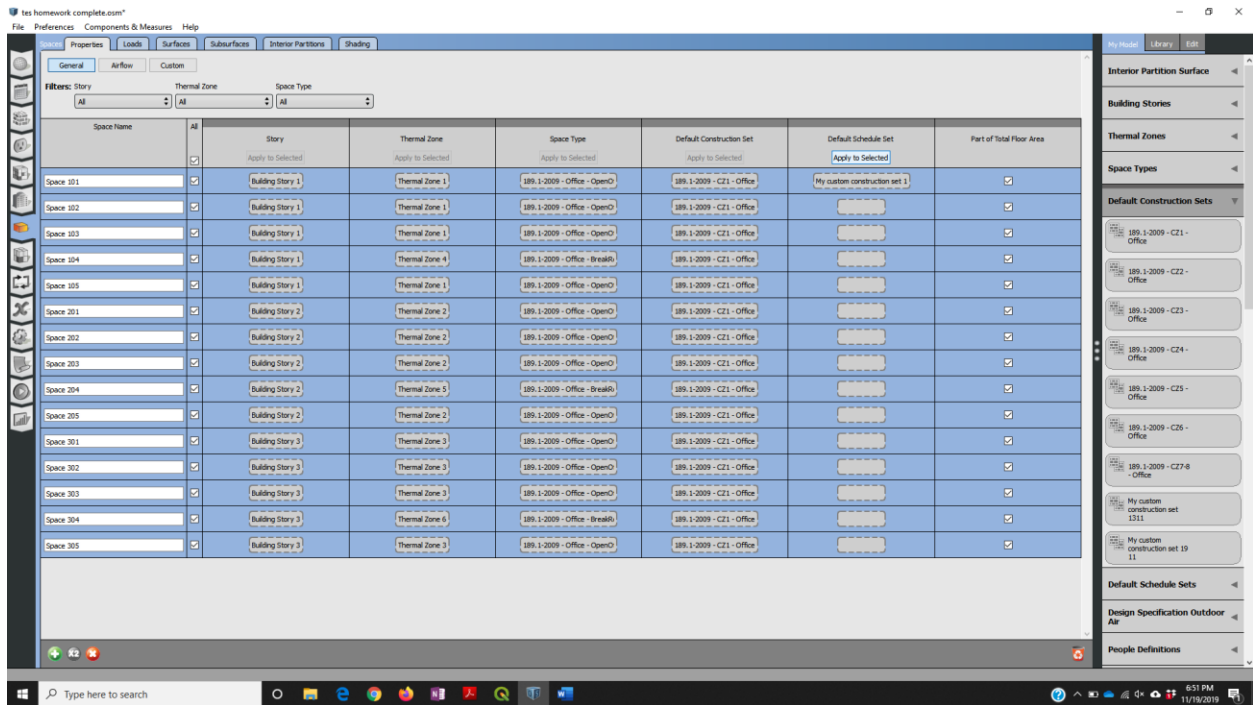 tes homework complete.osm*
File Preferences Components & Measures Help
Spaces Properties Loads Surfaces Subsurfaces Interior Partitions Shading
My Model Library Edit
General Airflow Custom
Filters: Story Thermal Zone Space Type
All All All
Space Name All Story Thermal Zone Space Type Default Construction Set Default Schedule Set Part of Total Floor Area
Apply to Selected Apply to Selected Apply to Selected Apply to Selected Apply to Selected
Space 101 Building Story 1 Thermal Zone 1 189.1-2009 - Office - OpenO 189.1-2009 - CZ1 - Office My custom construction set 1
Space 102 Building Story 1 Thermal Zone 1 189.1-2009 - Office - OpenO 189.1-2009 - CZ1 - Office
Space 103 Building Story 1 Thermal Zone 1 189.1-2009 - Office - OpenO 189.1-2009 - CZ1 - Office
Space 104 Building Story 1 Thermal Zone 4 189.1-2009 - Office - BreakR 189.1-2009 - CZ1 - Office
Space 105 Building Story 1 Thermal Zone 1 189.1-2009 - Office - OpenO 189.1-2009 - CZ1 - Office
Space 201 Building Story 2 Thermal Zone 2 189.1-2009 - Office - OpenO 189.1-2009 - CZ1 - Office
Space 202 Building Story 2 Thermal Zone 2 189.1-2009 - Office - OpenO 189.1-2009 - CZ1 - Office
Space 203 Building Story 2 Thermal Zone 2 189.1-2009 - Office - OpenO 189.1-2009 - CZ1 - Office
Space 204 Building Story 2 Thermal Zone 5 189.1-2009 - Office - BreakR 189.1-2009 - CZ1 - Office
Space 205 Building Story 2 Thermal Zone 2 189.1-2009 - Office - OpenO 189.1-2009 - CZ1 - Office
Space 301 Building Story 3 Thermal Zone 3 189.1-2009 - Office - OpenO 189.1-2009 - CZ1 - Office
Space 302 Building Story 3 Thermal Zone 3 189.1-2009 - Office - OpenO 189.1-2009 - CZ1 - Office
Space 303 Building Story 3 Thermal Zone 3 189.1-2009 - Office - OpenO 189.1-2009 - CZ1 - Office
Space 304 Building Story 3 Thermal Zone 6 189.1-2009 - Office - BreakR 189.1-2009 - CZ1 - Office
Space 305 Building Story 3 Thermal Zone 3 189.1-2009 - Office - OpenO 189.1-2009 - CZ1 - Office
Interior Partition Surface
Building Stories
Thermal Zones
Space Types
Default Construction Sets
189.1-2009 - CZ1 -
Office
189.1-2009 - CZ2 -
Office
189.1-2009 - CZ3 -
Office
189.1-2009 - CZ4 -
Office
189.1-2009 - CZ5 -
Office
189.1-2009 - CZ6 -
Office
189.1-2009 - CZ7-8
- Office
My custom
construction set
1311
My custom
construction set 19
11
Default Schedule Sets
Design Specification Outdoor
Air
People Definitions
x2
Type here to search
6:51 PM
11/19/2019